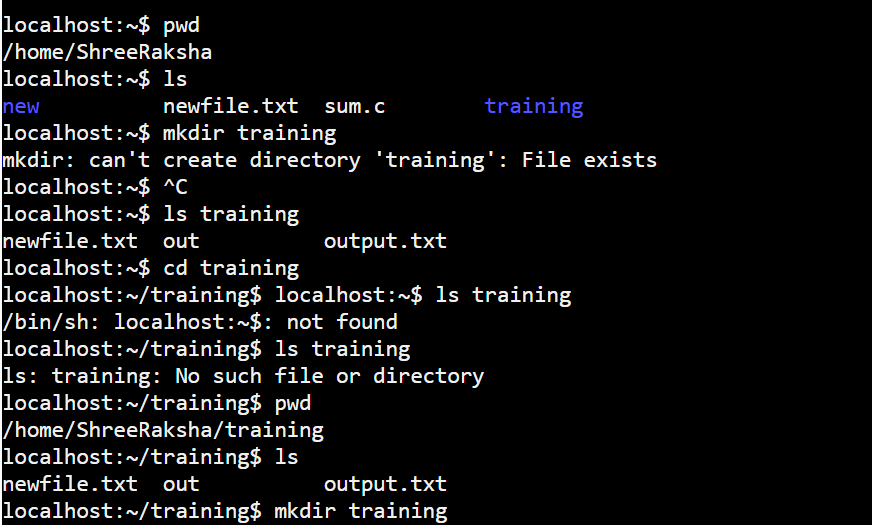 localhost:~$ pwd
/home/ShreeRaksha
localhost:~$ ls
new          newfile.txt  sum.c        training
localhost:~$ mkdir training
mkdir: can't create directory 'training': File exists
localhost:~$ ^C
localhost:~$ ls training
newfile.txt  out          output.txt
localhost:~$ cd training
localhost:~/training$ localhost:~$ ls training
/bin/sh: localhost:~$: not found
localhost:~/training$ ls training
ls: training: No such file or directory
localhost:~/training$ pwd
/home/ShreeRaksha/training
localhost:~/training$ ls
newfile.txt  out          output.txt
localhost:~/training$ mkdir training